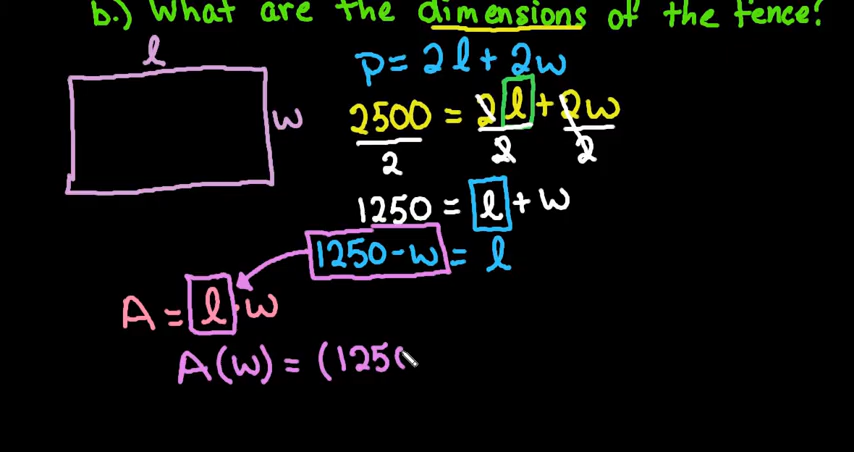 b.) What are the dimensions of the fence?
l
w
p = 2l + 2w
2500 = 2l + 2w
2 2 2
1250 = l + w
1250 - w = l
A = l · w
A(w) = (1250